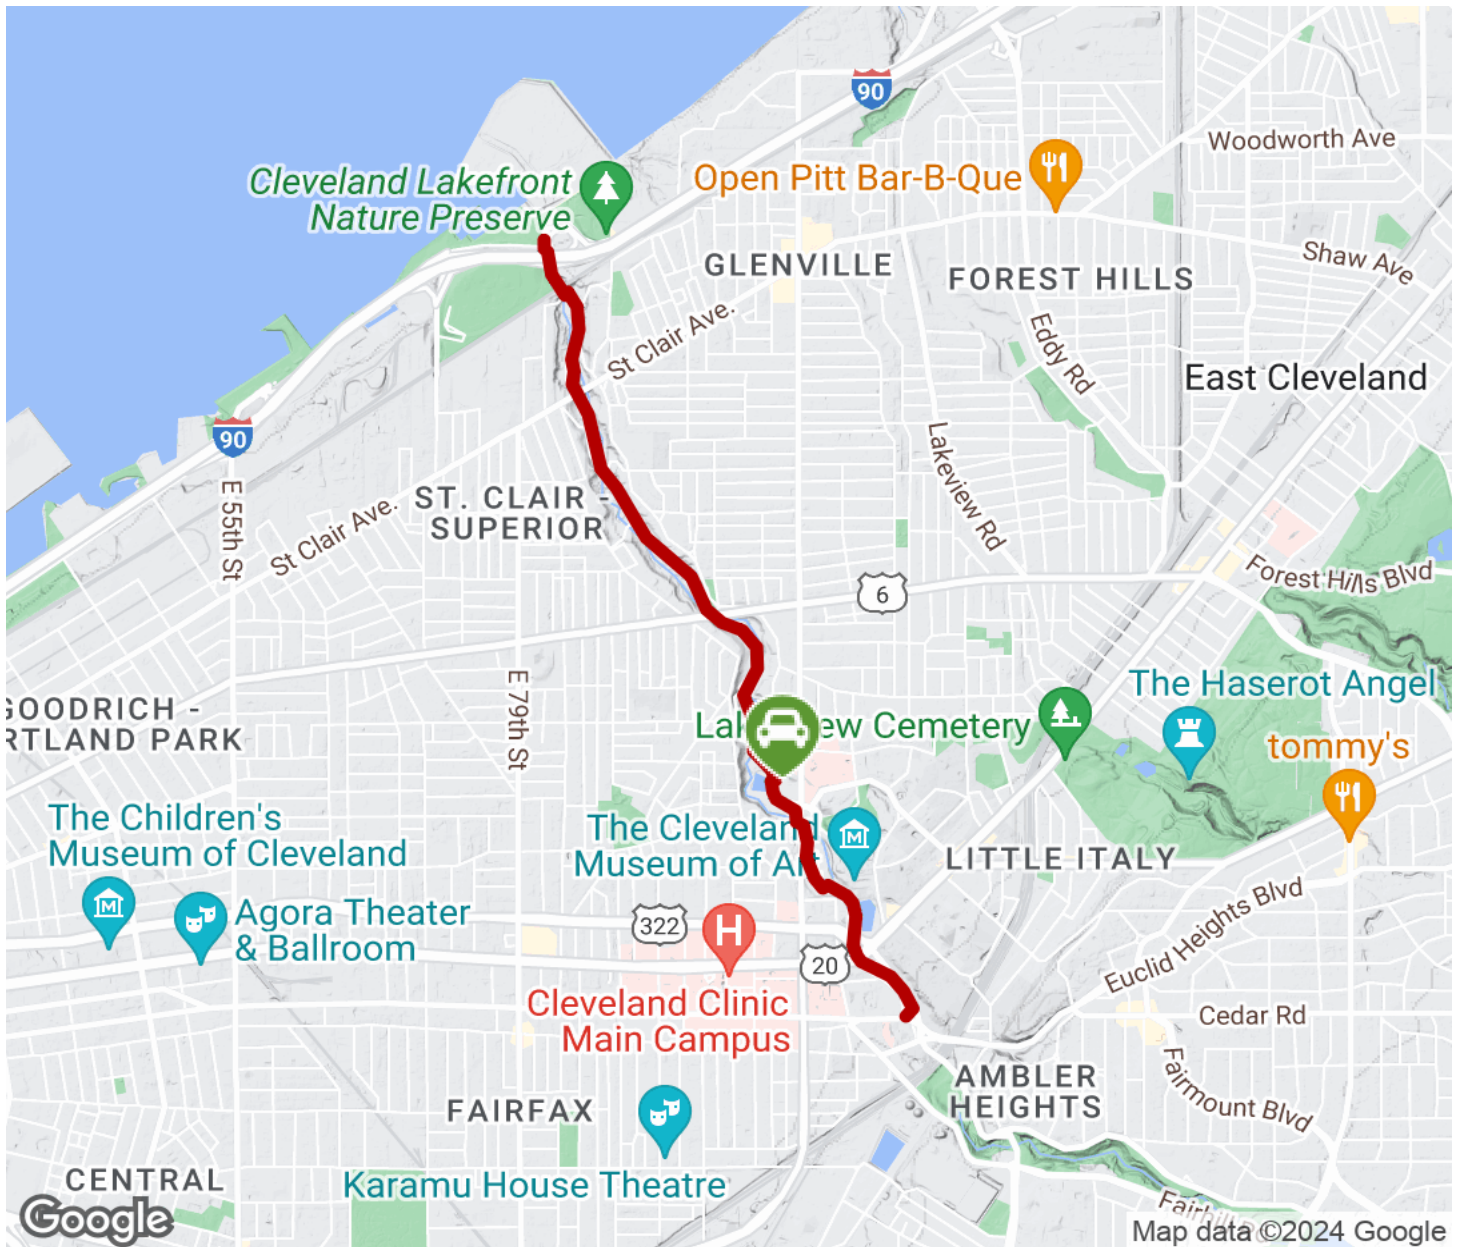 90
Woodworth Ave
Cleveland Lakefront
Nature Preserve
Open Pitt Bar-B-Que
GLENVILLE
FOREST HILLS
Shaw Ave
St Clair Ave.
Eddy Rd
East Cleveland
90
E 55th St
ST. CLAIR -
SUPERIOR
Lakeview Rd
St Clair Ave.
6
Forest Hills Blvd
E 79th St
The Haserot Angel
GOODRICH -
RTLAND PARK
Lak ew Cemetery
tommy's
The Children's
Museum of Cleveland
The Cleveland
Museum of Art
M
M
LITTLE ITALY
Agora Theater
& Ballroom
322
H
20
Euclid Heights Blvd
Cleveland Clinic
Main Campus
Cedar Rd
Fairmount Blvd
AMBLER
HEIGHTS
FAIRFAX
CENTRAL
Karamu House Theatre
Google
Map data ©2024 Google